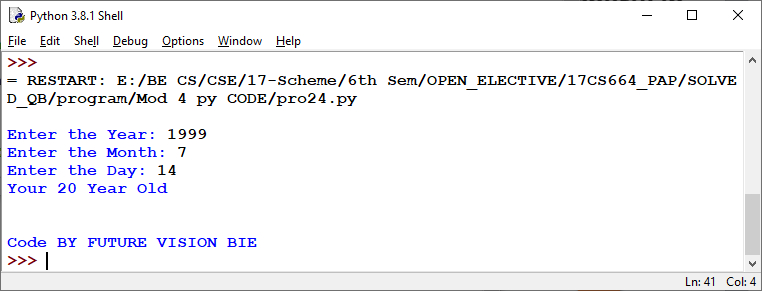 Python 3.8.1 Shell
File Edit Shell Debug Options Window Help
>>>
= RESTART: E:/BE CS/CSE/17-Scheme/6th Sem/OPEN_ELECTIVE/17CS664_PAP/SOLVE
D_QB/program/Mod 4 py CODE/pro24.py
Enter the Year: 1999
Enter the Month: 7
Enter the Day: 14
Your 20 Year Old
Code BY FUTURE VISION BIE
>>>
Ln: 41 Col: 4